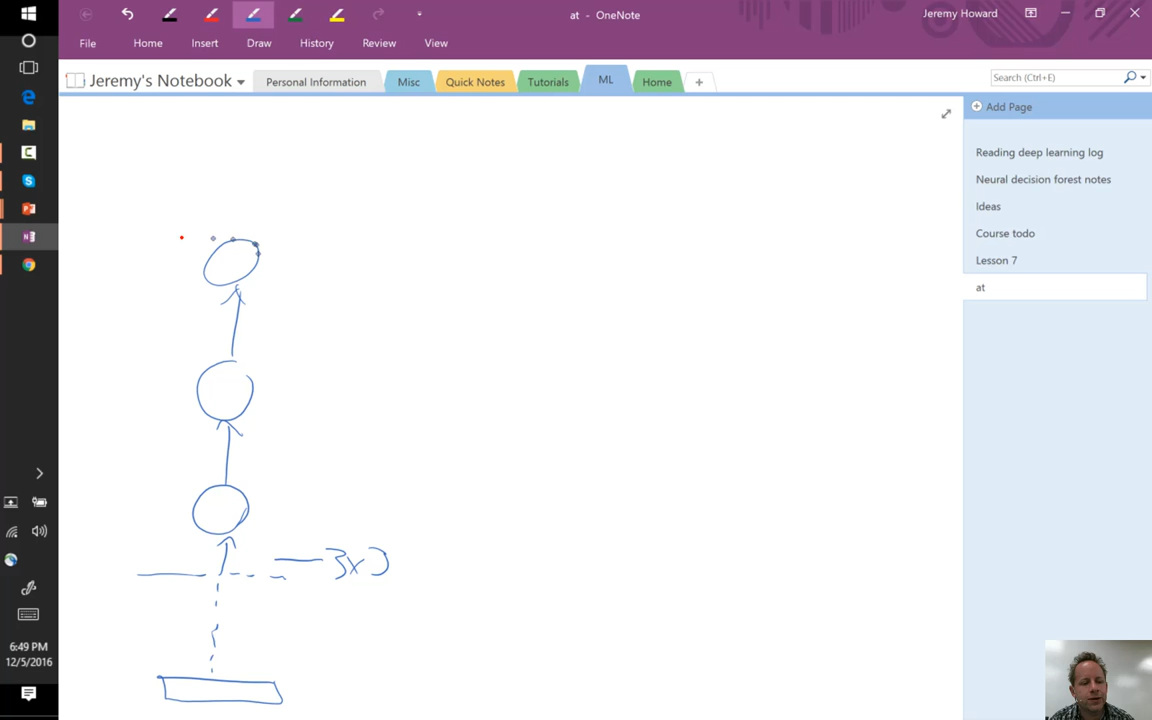 at - OneNote
Jeremy Howard
File Home Insert Draw History Review View
Jeremy's Notebook Personal Information Misc Quick Notes Tutorials ML Home +
Search (Ctrl+E)
Add Page
Reading deep learning log
Neural decision forest notes
Ideas
Course todo
Lesson 7
at
3x3
6:49 PM
12/5/2016